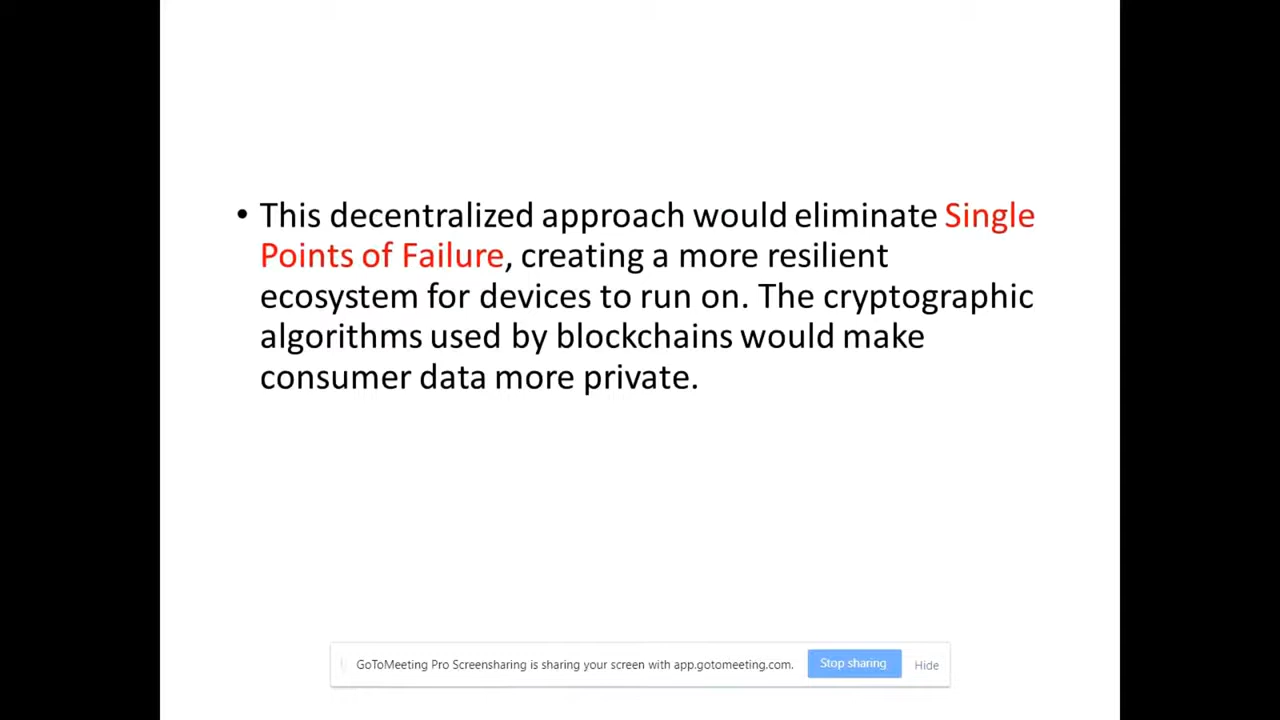 • This decentralized approach would eliminate Single
Points of Failure, creating a more resilient
ecosystem for devices to run on. The cryptographic
algorithms used by blockchains would make
consumer data more private.
GoToMeeting Pro Screensharing is sharing your screen with app.gotomeeting.com. Stop sharing Hide